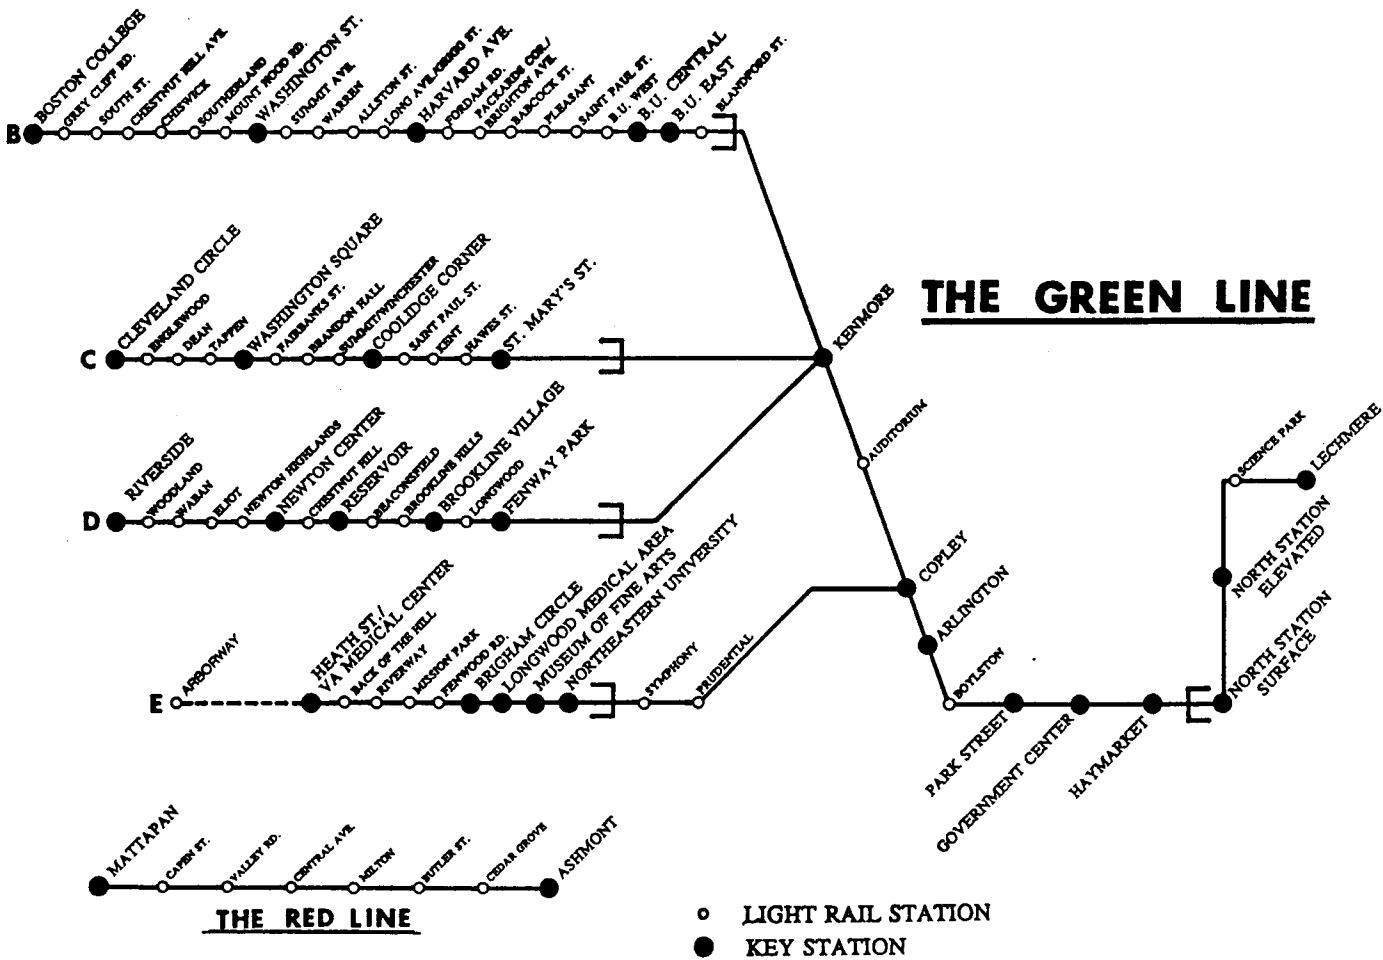 B
BOSTON COLLEGE
GREY CLIFF RD.
SOUTH ST.
CHESTNUT HILL AVE.
CHISWICK
SOUTHERLAND
MOUNT HOOD RD.
WASHINGTON ST.
SUMMIT AVE.
WARREN
ALLSTON ST.
LONG AVE./GRIGGS ST.
HARVARD AVE.
FORDAM RD.
PACKARDS COR./
BRIGHTON AVE
BABCOCK ST.
PLEASANT
SAINT PAUL ST.
B.U. WEST
B.U. CENTRAL
B.U. EAST
BLANDFORD ST.
C
CLEVELAND CIRCLE
ENGLEWOOD
DEAN
TAPPEN
WASHINGTON SQUARE
FAIRBANKS ST.
BRANDON HALL
SUMMIT/WINCHESTER
COOLIDGE CORNER
SAINT PAUL ST.
KENT
HAWES ST.
ST. MARY'S ST.
KENMORE
THE GREEN LINE
D
RIVERSIDE
WOODLAND
WABAN
ELIOT
NEWTON HIGHLANDS
NEWTON CENTER
CHESTNUT HILL
RESERVOIR
BEACONSFIELD
BROOKLINE HILLS
BROOKLINE VILLAGE
LONGWOOD
FENWAY PARK
AUDITORIUM
SCIENCE PARK
LECHMERE
NORTH STATION
ELEVATED
NORTH STATION
SURFACE
E
ARBORWAY
HEATH ST./
VA MEDICAL CENTER
BACK OF THE HILL
RIVERWAY
MISSION PARK
FENWOOD RD.
BRIGHAM CIRCLE
LONGWOOD MEDICAL AREA
MUSEUM OF FINE ARTS
NORTHEASTERN UNIVERSITY
SYMPHONY
PRUDENTIAL
COPLEY
ARLINGTON
BOYLSTON
PARK STREET
GOVERNMENT CENTER
HAYMARKET
MATTAPAN
CAPEN ST.
VALLEY RD.
CENTRAL AVE.
MILTON
BUTLER ST.
CEDAR GROVE
ASHMONT
THE RED LINE
LIGHT RAIL STATION
KEY STATION